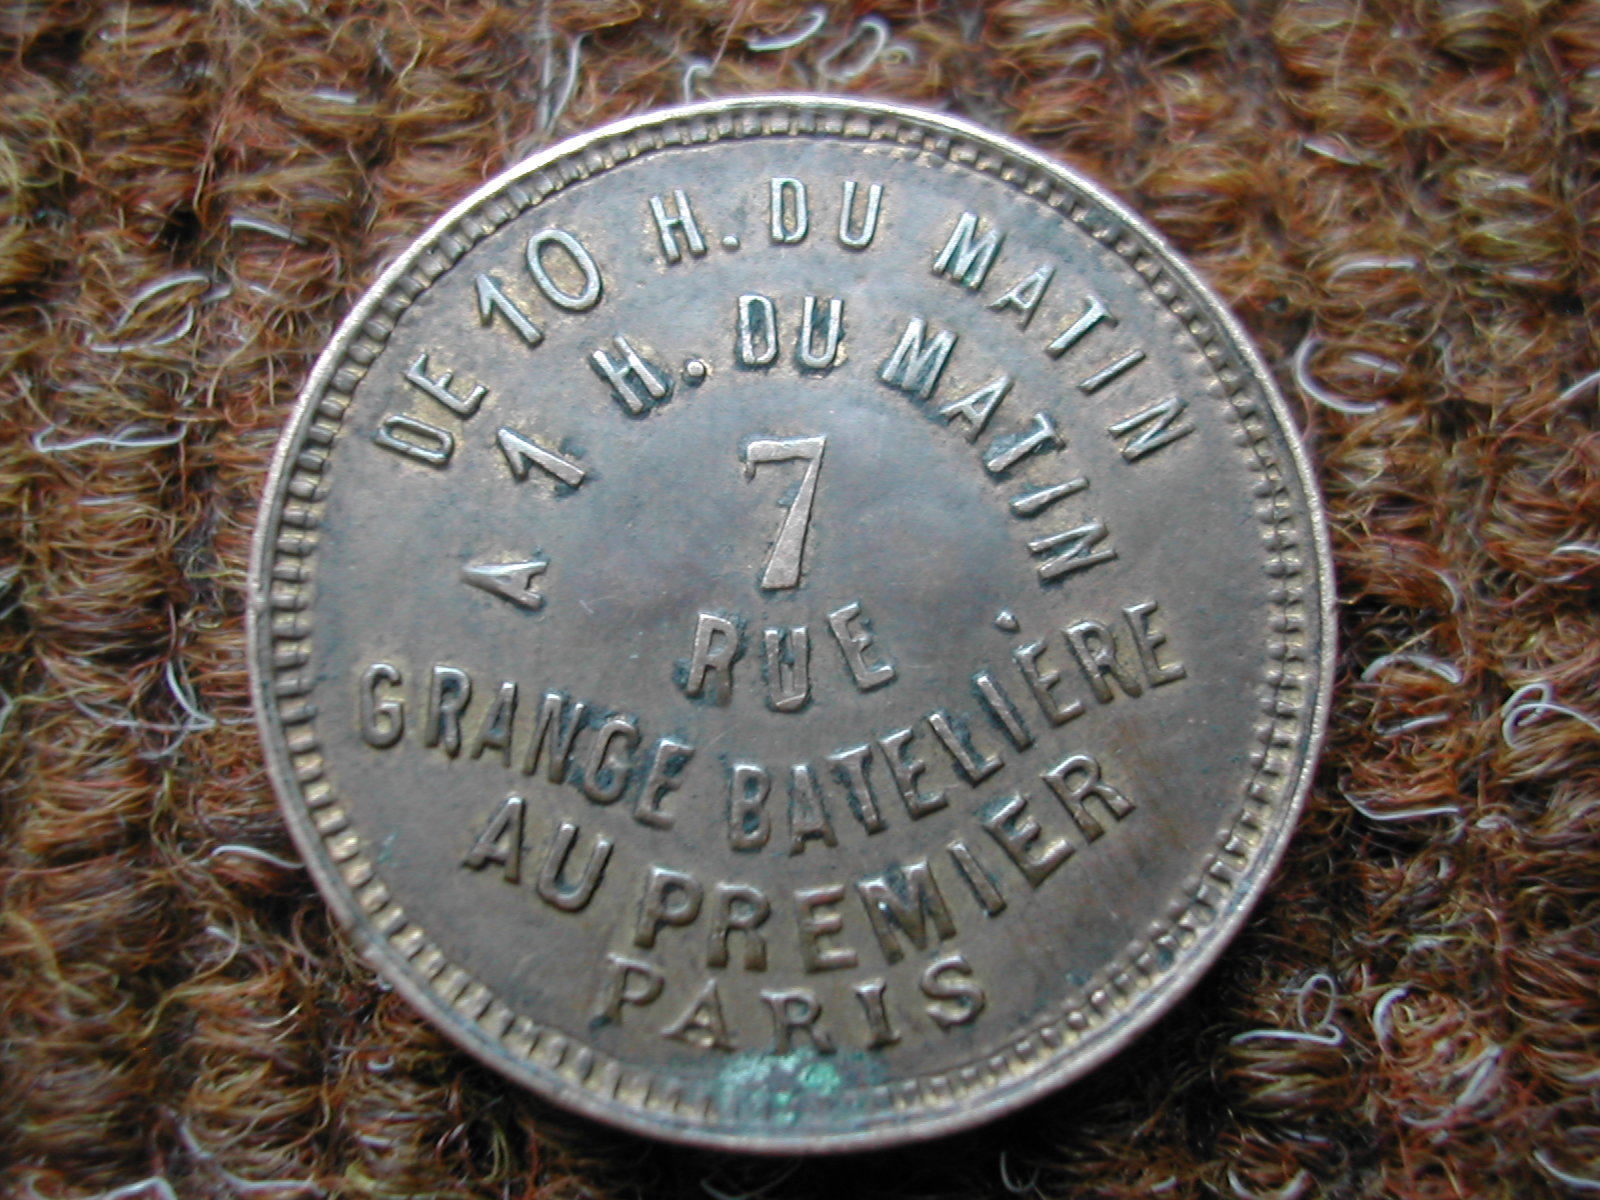 DE 10 H. DU MATIN
A 1 H. DU MATIN
7
RUE
GRANGE BATELIÈRE
AU PREMIER
PARIS